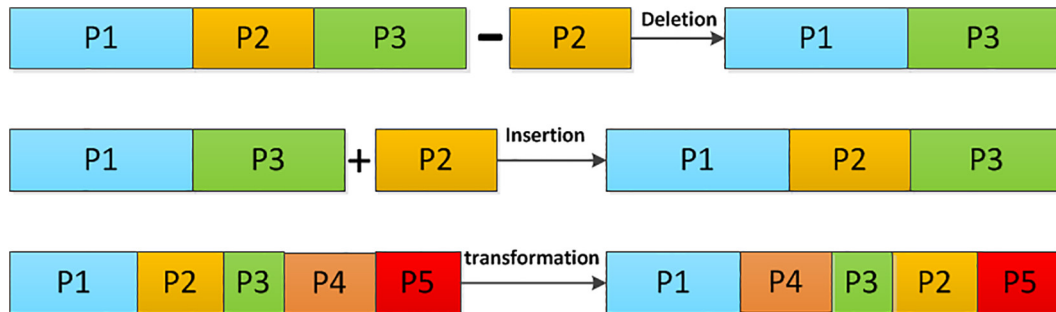 P1 P2 P3 − P2 Deletion P1 P3
P1 P3 + P2 Insertion P1 P2 P3
P1 P2 P3 P4 P5 transformation P1 P4 P3 P2 P5